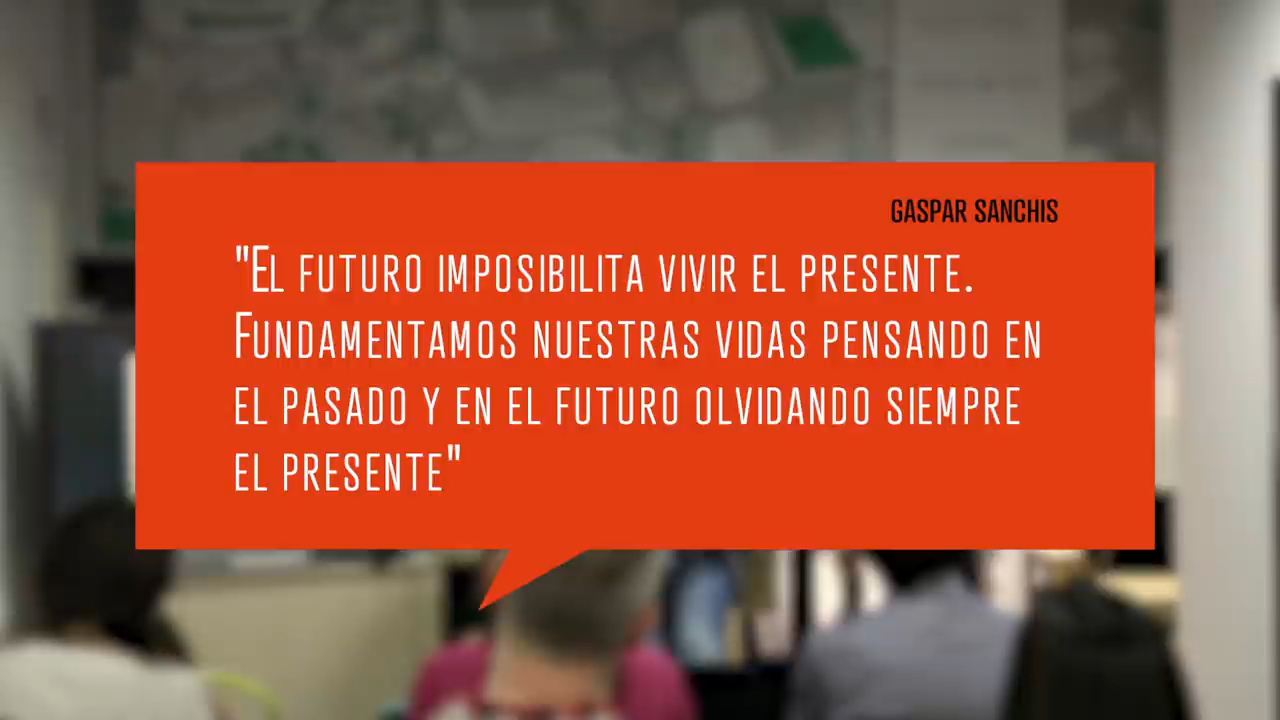 GASPAR SANCHIS
"El futuro imposibilita vivir el presente.
Fundamentamos nuestras vidas pensando en
el pasado y en el futuro olvidando siempre
el presente"